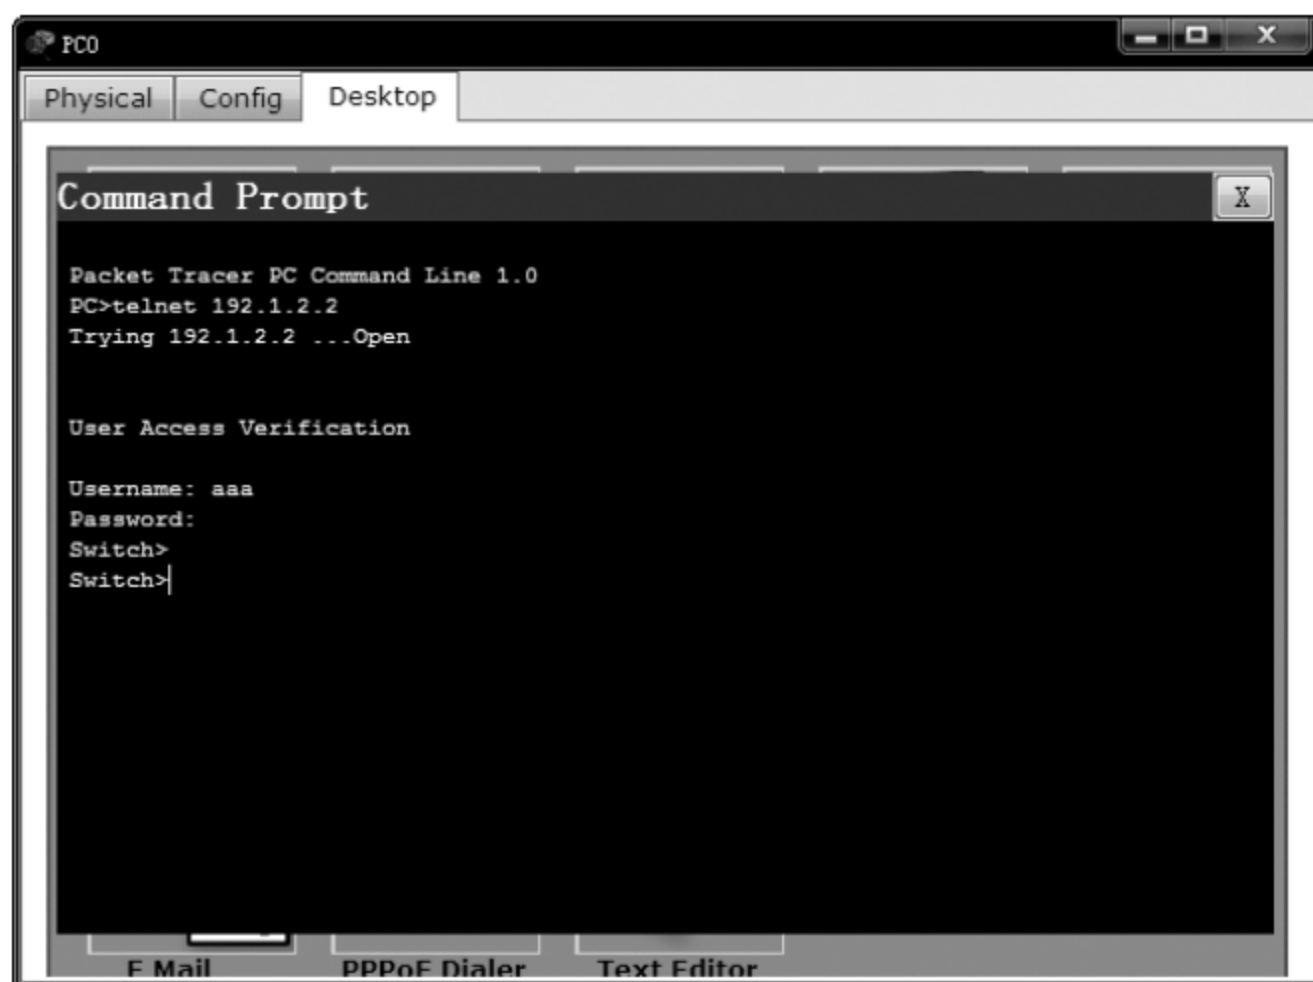 PC0
Physical Config Desktop
Command Prompt X
Packet Tracer PC Command Line 1.0
PC>telnet 192.1.2.2
Trying 192.1.2.2 ...Open
User Access Verification
Username: aaa
Password:
Switch>
Switch>
E Mail PPPoE Dialer Text Editor